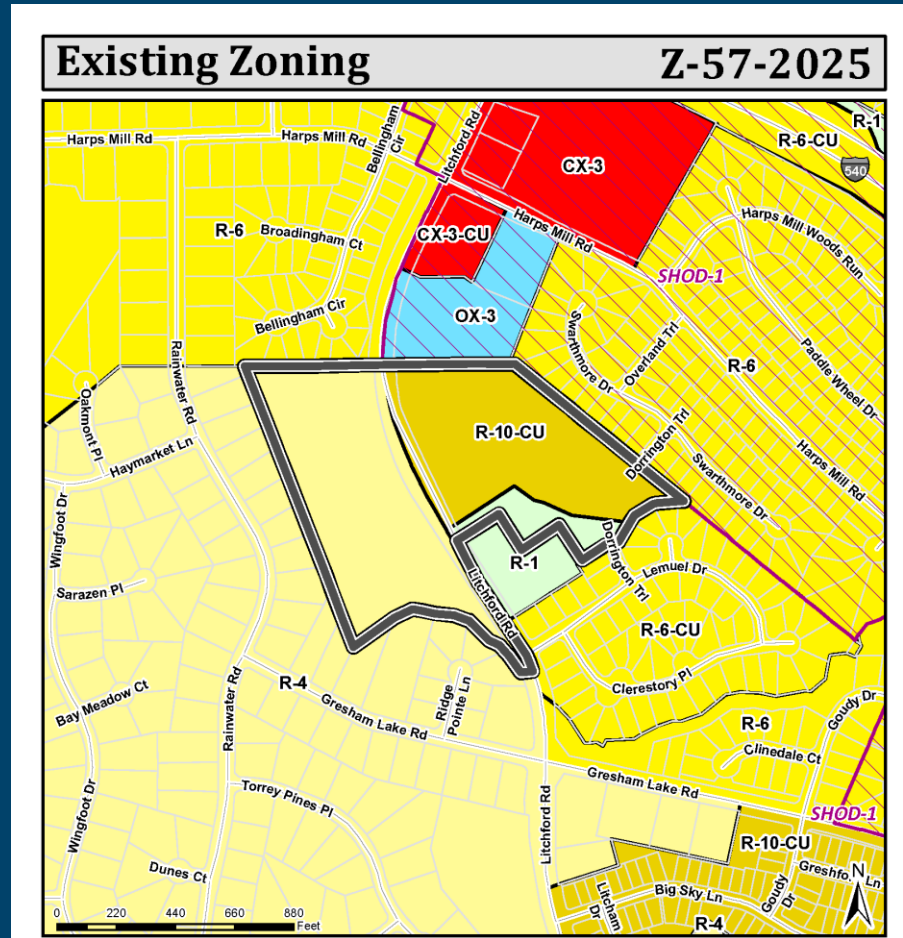 Existing Zoning Z-57-2025
Harps Mill Rd
Harps Mill Rd
Bellingham Cir
Litchford Rd
CX-3
R-6-CU
R-1
540
R-6
Broadingham Ct
CX-3-CU
Harps Mill Rd
Harps Mill Woods Run
SHOD-1
Bellingham Cir
OX-3
Swarthmore Dr
Overland Trl
R-6
Paddle Wheel Dr
Rainwater Rd
Oakmont Pl
Haymarket Ln
R-10-CU
Dorrington Trl
Swarthmore Dr
Harps Mill Rd
Wingfoot Dr
R-1
Dorrington Trl
Lemuel Dr
Sarazen Pl
Litchford Rd
R-6-CU
Clerestory Pl
R-4
Rainwater Rd
Bay Meadow Ct
Ridge Pointe Ln
Gresham Lake Rd
R-6
Goudy Dr
Clinedale Ct
Gresham Lake Rd
Torrey Pines Pl
Wingfoot Dr
Litchford Rd
SHOD-1
R-10-CU
Dunes Ct
Litcham Dr
Big Sky Ln
Goudy Dr
Ln
R-4
N
0 220 440 660 880
Feet